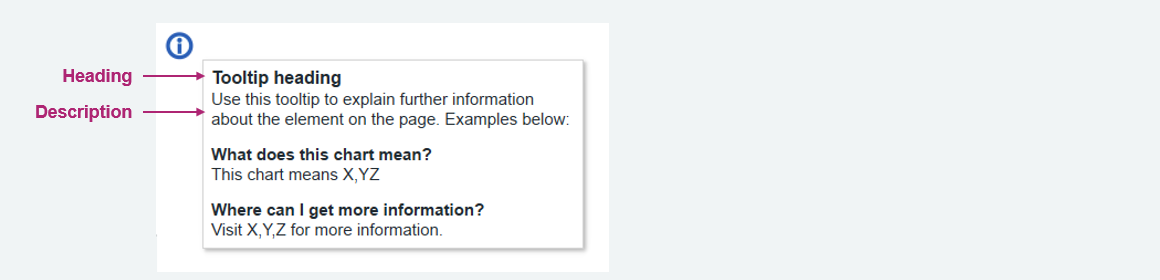 Heading
Tooltip heading
Description
Use this tooltip to explain further information
about the element on the page. Examples below:
What does this chart mean?
This chart means X,YZ
Where can I get more information?
Visit X,Y,Z for more information.